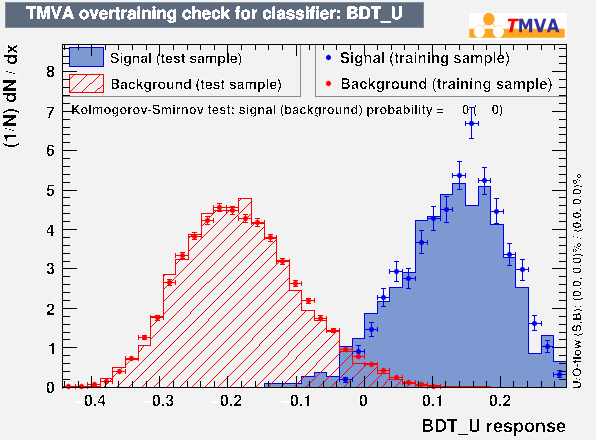 TMVA overtraining check for classifier: BDT_U
TMVA
(1/N) dN / dx
Signal (test sample)
Background (test sample)
Signal (training sample)
Background (training sample)
Kolmogorov-Smirnov test: signal (background) probability = 0 ( 0)
8
7
6
5
4
3
2
1
0
-0.4 -0.3 -0.2 -0.1 0 0.1 0.2
BDT_U response
U/O-flow (S,B): (0.0, 0.0)% / (0.0, 0.0)%